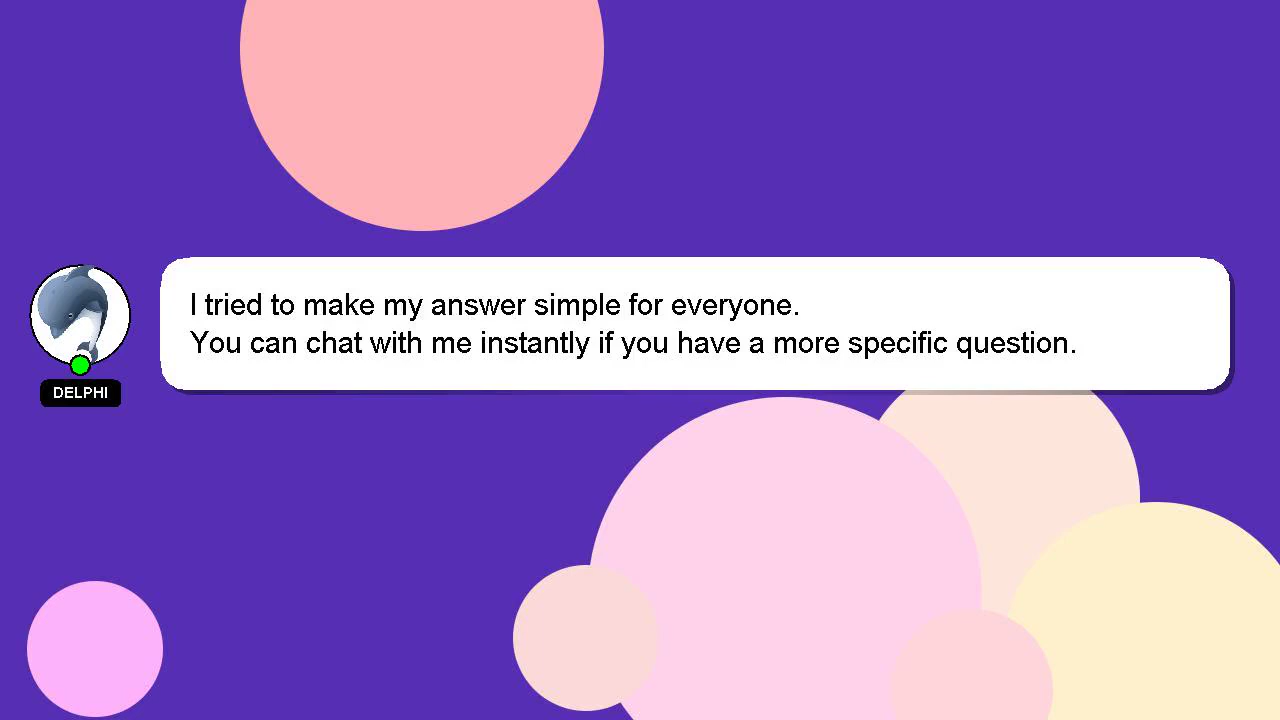 I tried to make my answer simple for everyone.
You can chat with me instantly if you have a more specific question.
DELPHI